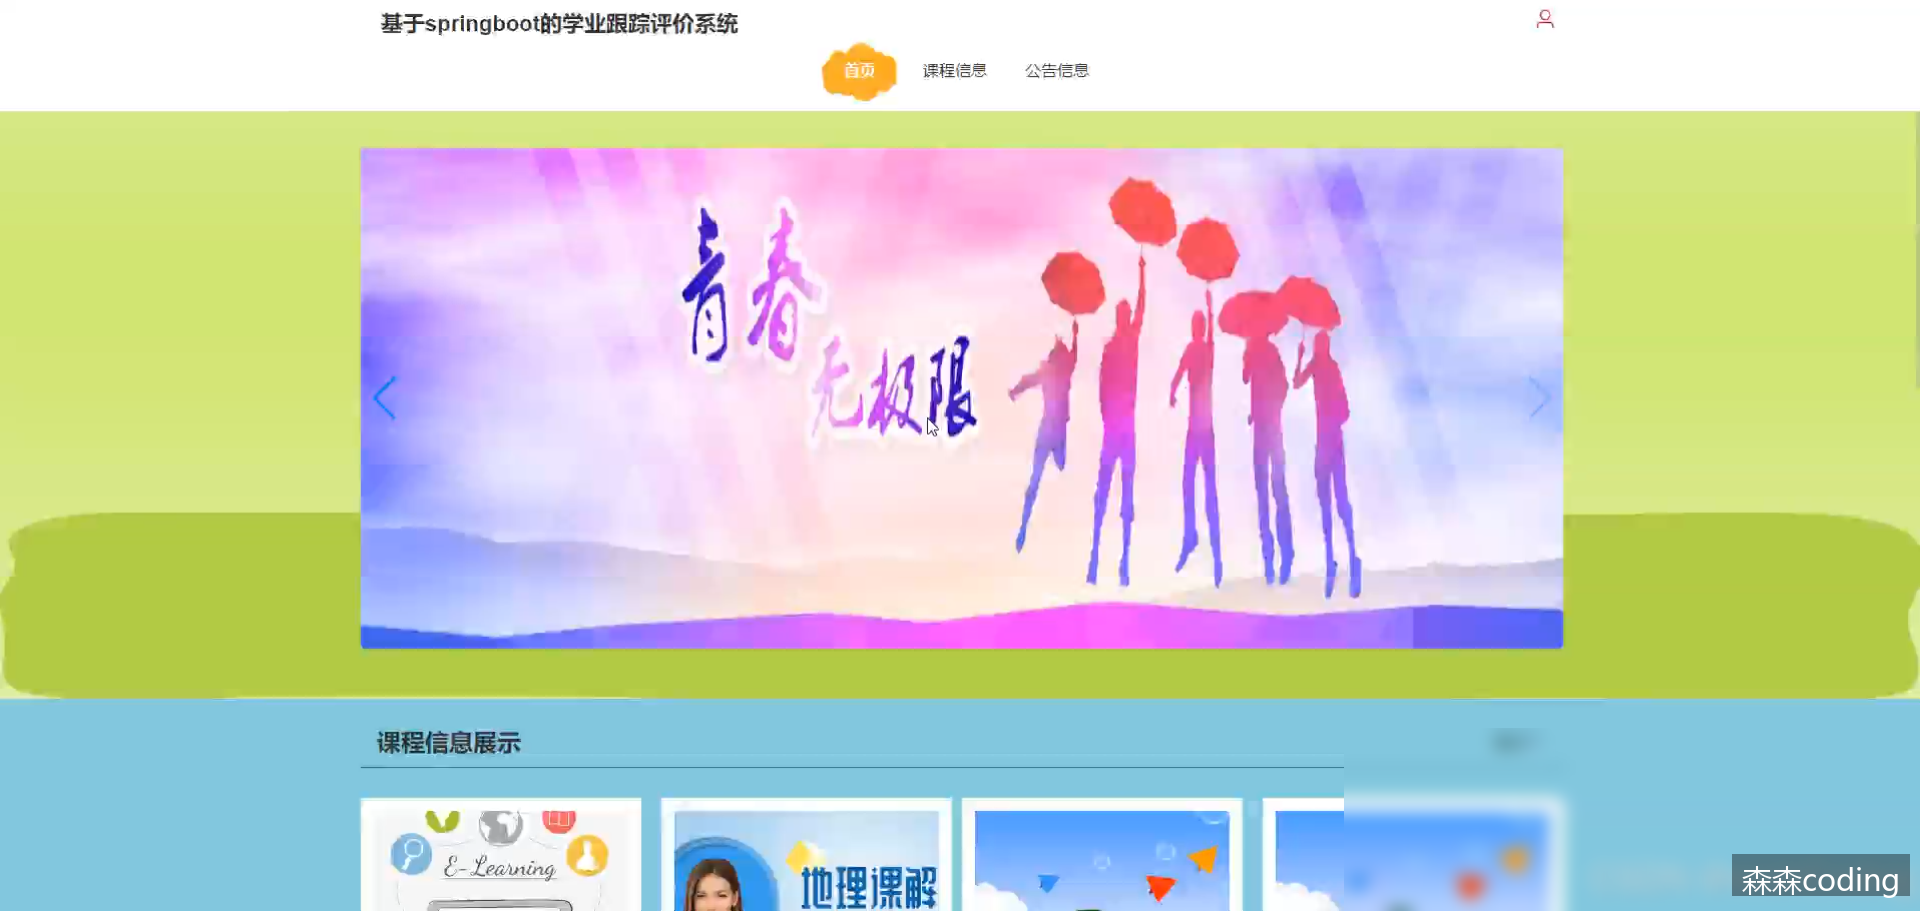 基于springboot的学业跟踪评价系统
首页
课程信息
公告信息
青春
无极限
课程信息展示
E-Learning
地理课解
森森coding